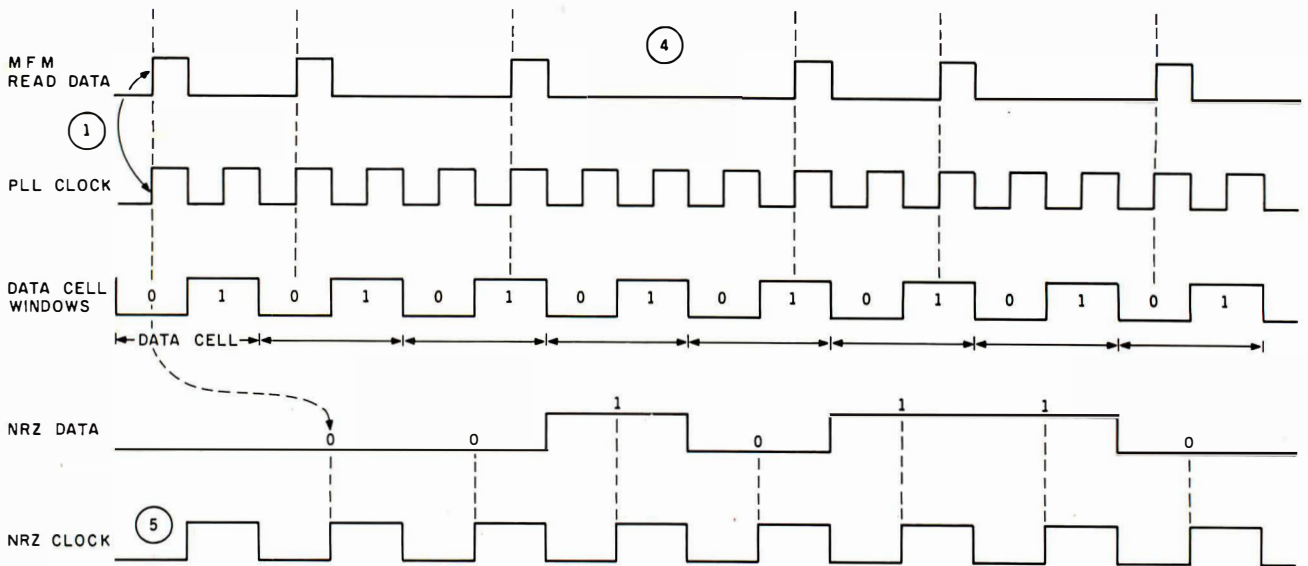 4
MFM
READ DATA
1
PLL CLOCK
DATA CELL
WINDOWS
0 1 0 1 0 1 0 1 0 1 0 1 0 1 0 1
DATA CELL
NRZ DATA
0 0 1 0 1 1 0
5
NRZ CLOCK